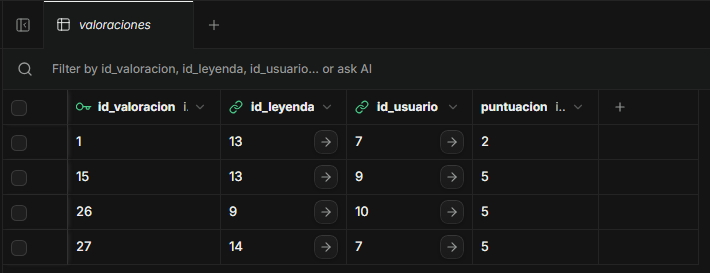 valoraciones
Filter by id_valoracion, id_leyenda, id_usuario... or ask AI
id_valoracion i. id_leyenda id_usuario puntuacion i..
1 13 7 2
15 13 9 5
26 9 10 5
27 14 7 5